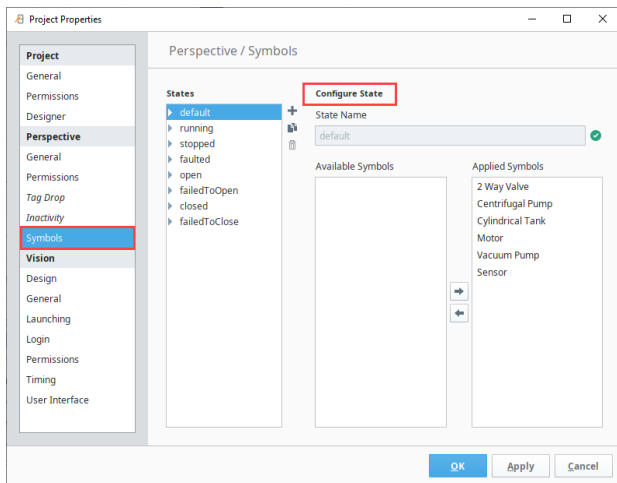 Project Properties
Project
General
Permissions
Designer
Perspective
General
Permissions
Tag Drop
Inactivity
Symbols
Vision
Design
General
Launching
Login
Permissions
Timing
User Interface
Perspective / Symbols
States
default
running
stopped
faulted
open
failedToOpen
closed
failedToClose
Configure State
State Name
default
Available Symbols
Applied Symbols
2 Way Valve
Centrifugal Pump
Cylindrical Tank
Motor
Vacuum Pump
Sensor
OK
Apply
Cancel